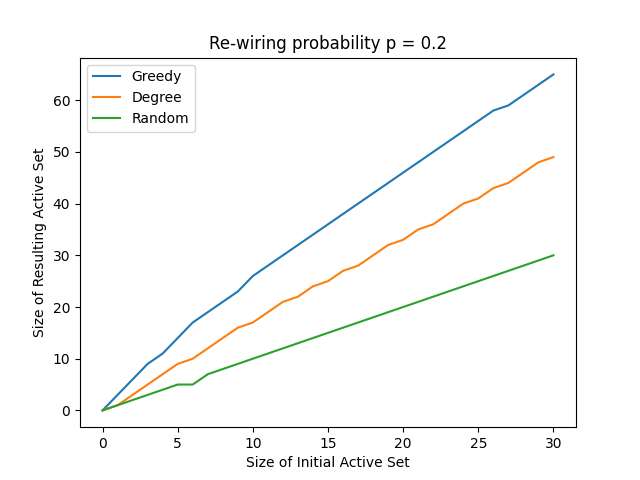 Re-wiring probability p = 0.2
Greedy
Degree
Random
Size of Resulting Active Set
60
50
40
30
20
10
0
0 5 10 15 20 25 30
Size of Initial Active Set